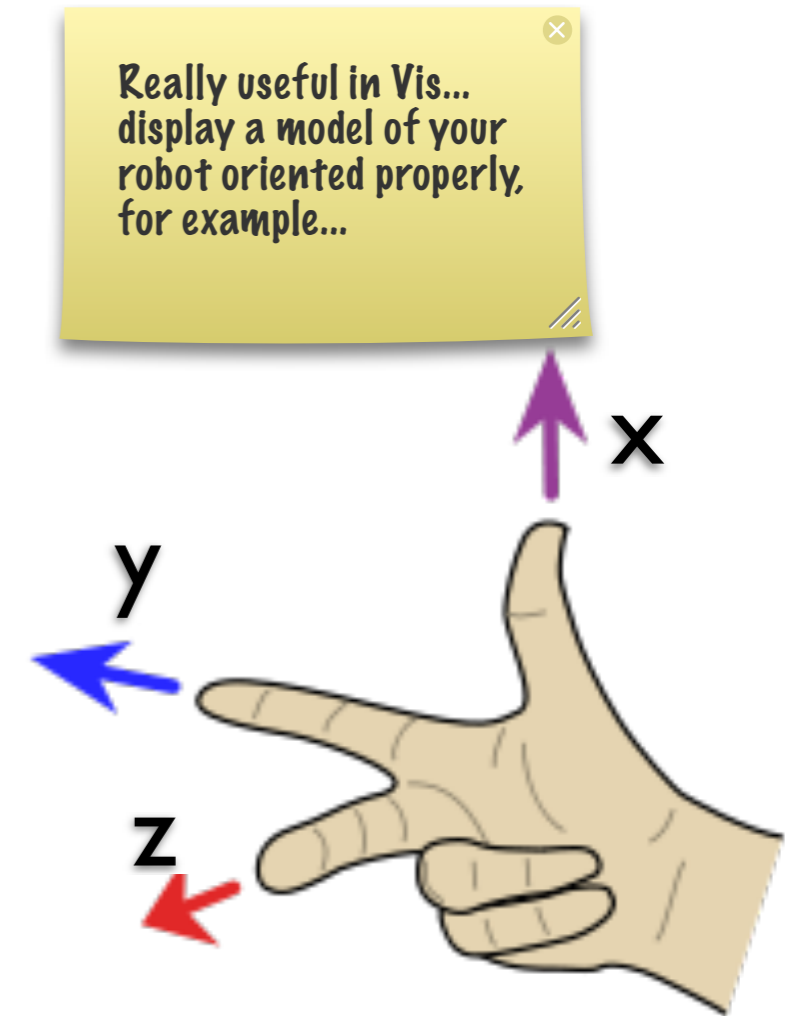 Really useful in Vis...
display a model of your
robot oriented properly,
for example...
x
y
z